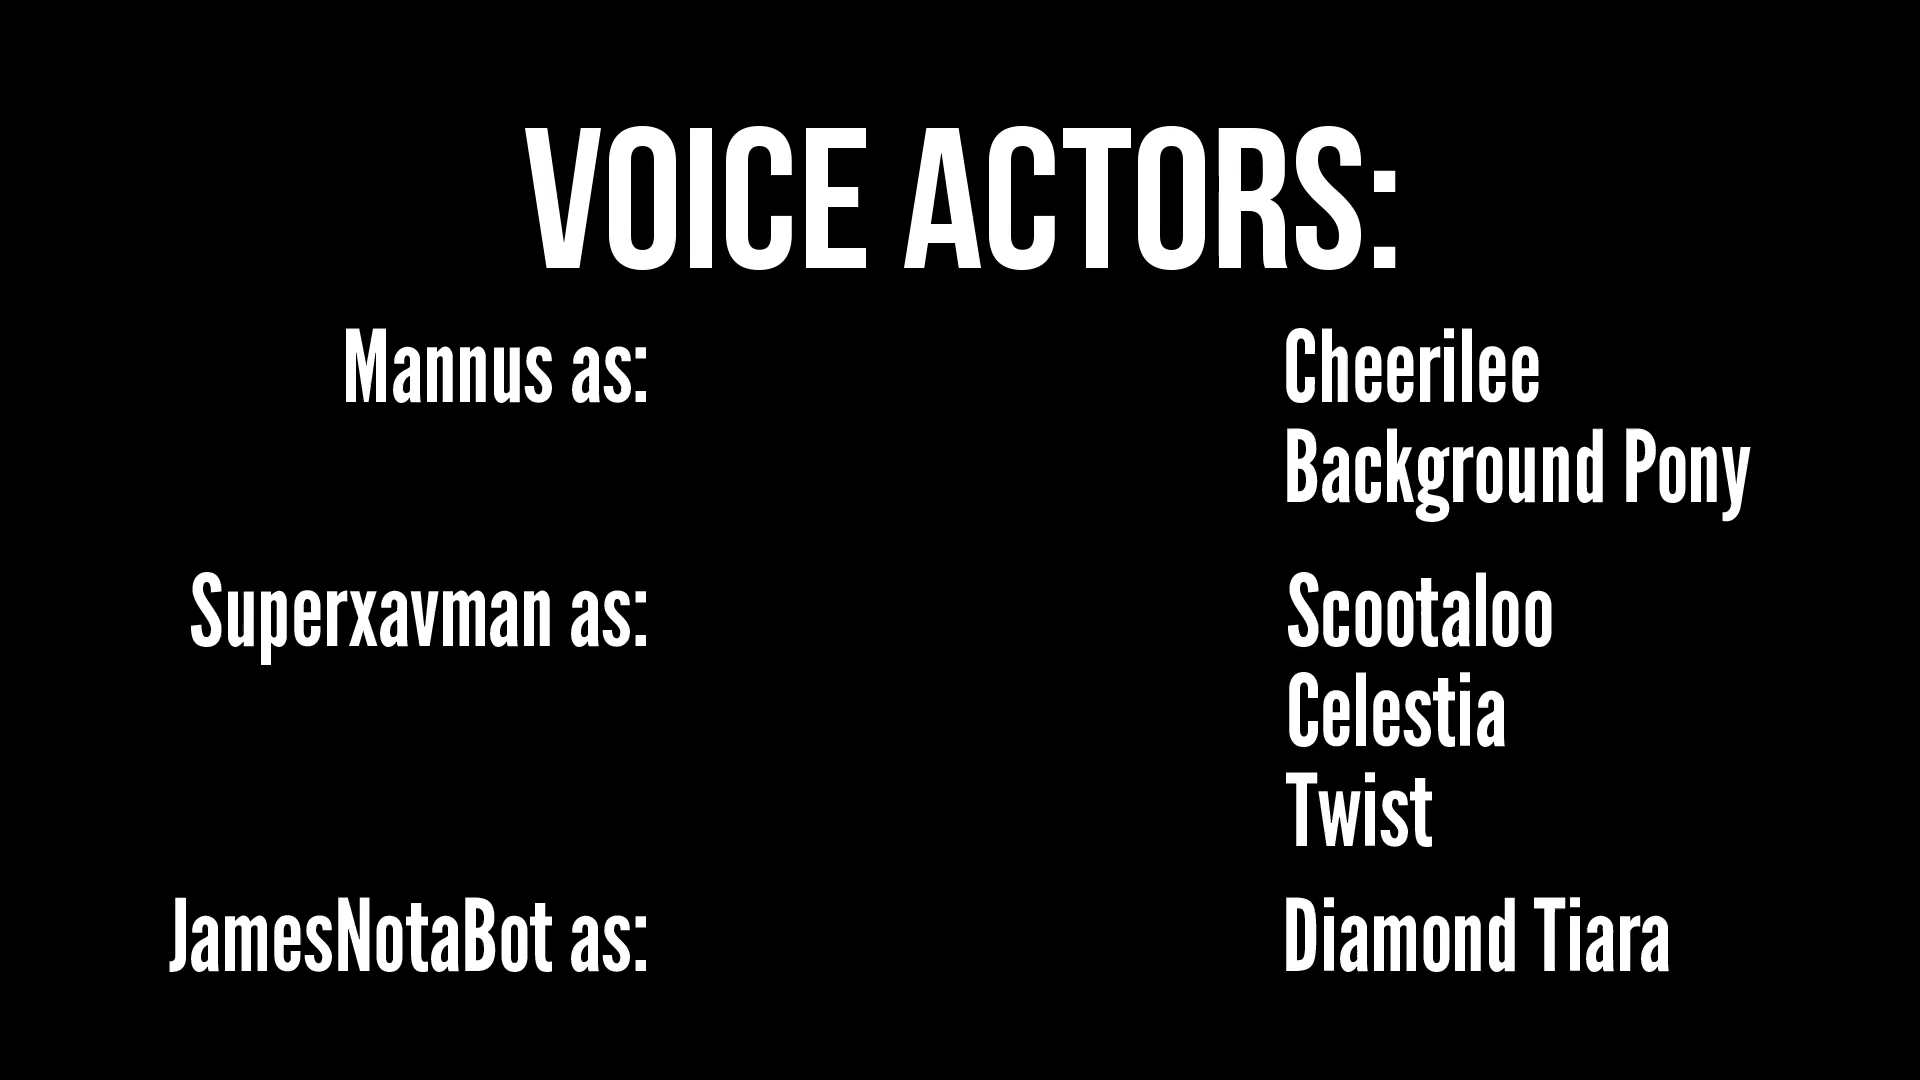 VOICE ACTORS:
Mannus as: Cheerilee
Background Pony
Superxavman as: Scootaloo
Celestia
Twist
JamesNotaBot as: Diamond Tiara